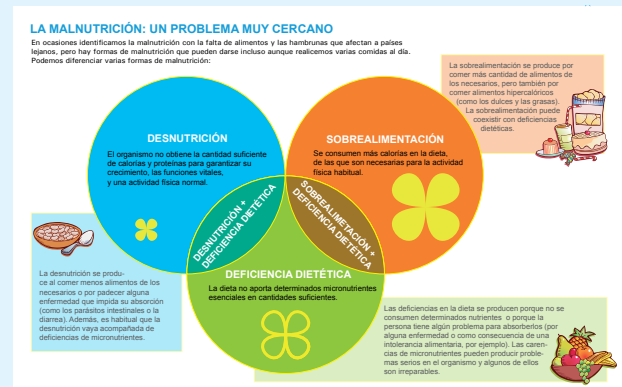 LA MALNUTRICIÓN: UN PROBLEMA MUY CERCANO
En ocasiones identificamos la malnutrición con la falta de alimentos y las hambrunas que afectan a países
lejanos, pero hay formas de malnutrición que pueden darse incluso aunque realicemos varias comidas al día.
Podemos diferenciar varias formas de malnutrición:
La sobrealimentación se produce por
comer más cantidad de alimentos de
los necesarios, pero también por
comer alimentos hipercalóricos
(como los dulces y las grasas).
La sobrealimentación puede
coexistir con deficiencias
dietéticas.
DESNUTRICIÓN
El organismo no obtiene la cantidad suficiente
de calorías y proteínas para garantizar su
crecimiento, las funciones vitales,
y una actividad física normal.
SOBREALIMENTACIÓN
Se consumen más calorías en la dieta,
de las que son necesarias para la actividad
física habitual.
DESNUTRICIÓN +
DEFICIENCIA DIETÉTICA
SOBREALIMETACIÓN +
DEFICIENCIA DIETÉTICA
DEFICIENCIA DIETÉTICA
La dieta no aporta determinados micronutrientes
esenciales en cantidades suficientes.
La desnutrición se produ-
ce al comer menos alimentos de los
necesarios o por padecer alguna
enfermedad que impida su absorción
(como los parásitos intestinales o la
diarrea). Además, es habitual que la
desnutrición vaya acompañada de
deficiencias de micronutrientes.
Las deficiencias en la dieta se producen porque no se
consumen determinados nutrientes o porque la
persona tiene algún problema para absorberlos (por
alguna enfermedad o como consecuencia de una
intolerancia alimentaria, por ejemplo). Las caren-
cias de micronutrientes pueden producir proble-
mas serios en el organismo y algunos de ellos
son irreparables.